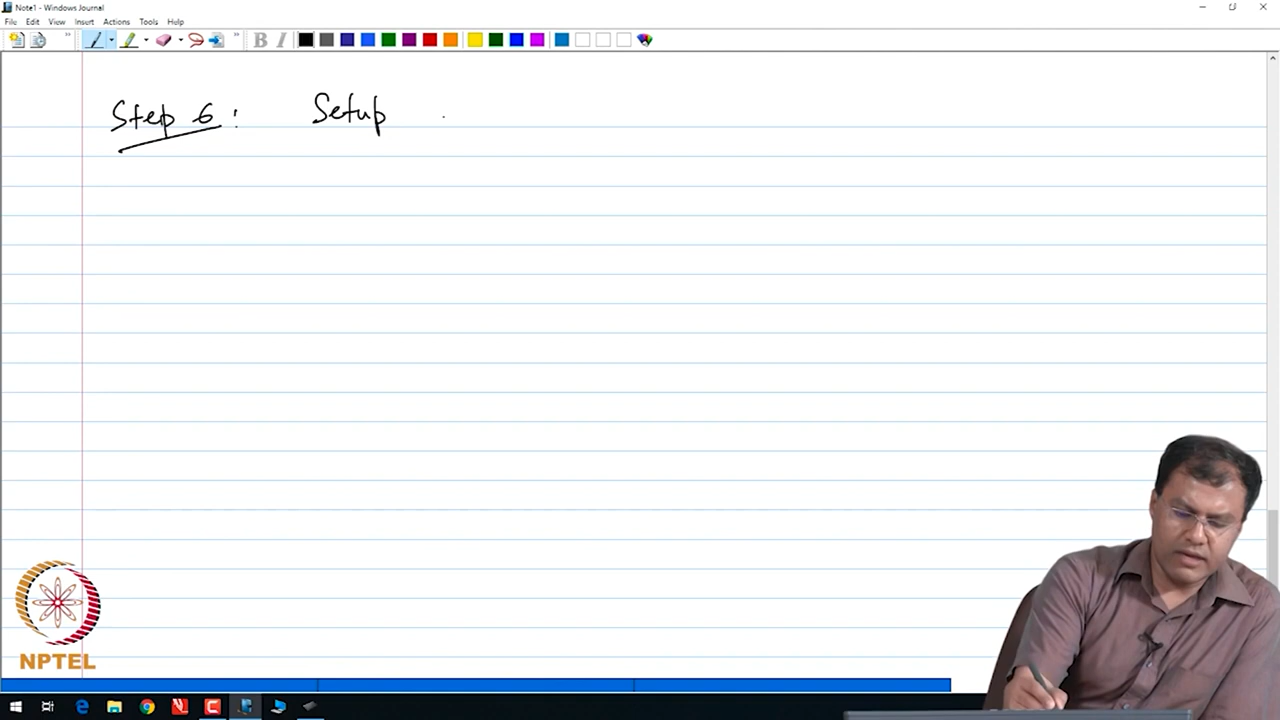 Note1 - Windows Journal
File Edit View Insert Actions Tools Help
B I
Step 6: Setup
NPTEL